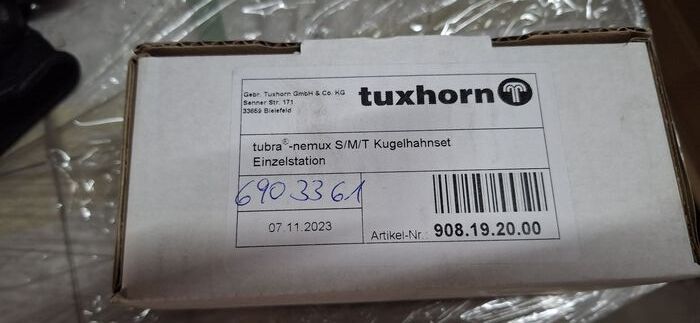 Gebr. Tuxhorn GmbH & Co. KG
Senner Str. 171
33659 Bielefeld
tuxhorn
tubra®-nemux S/M/T Kugelhahnset
Einzelstation
6903361
07.11.2023
Artikel-Nr.: 908.19.20.00